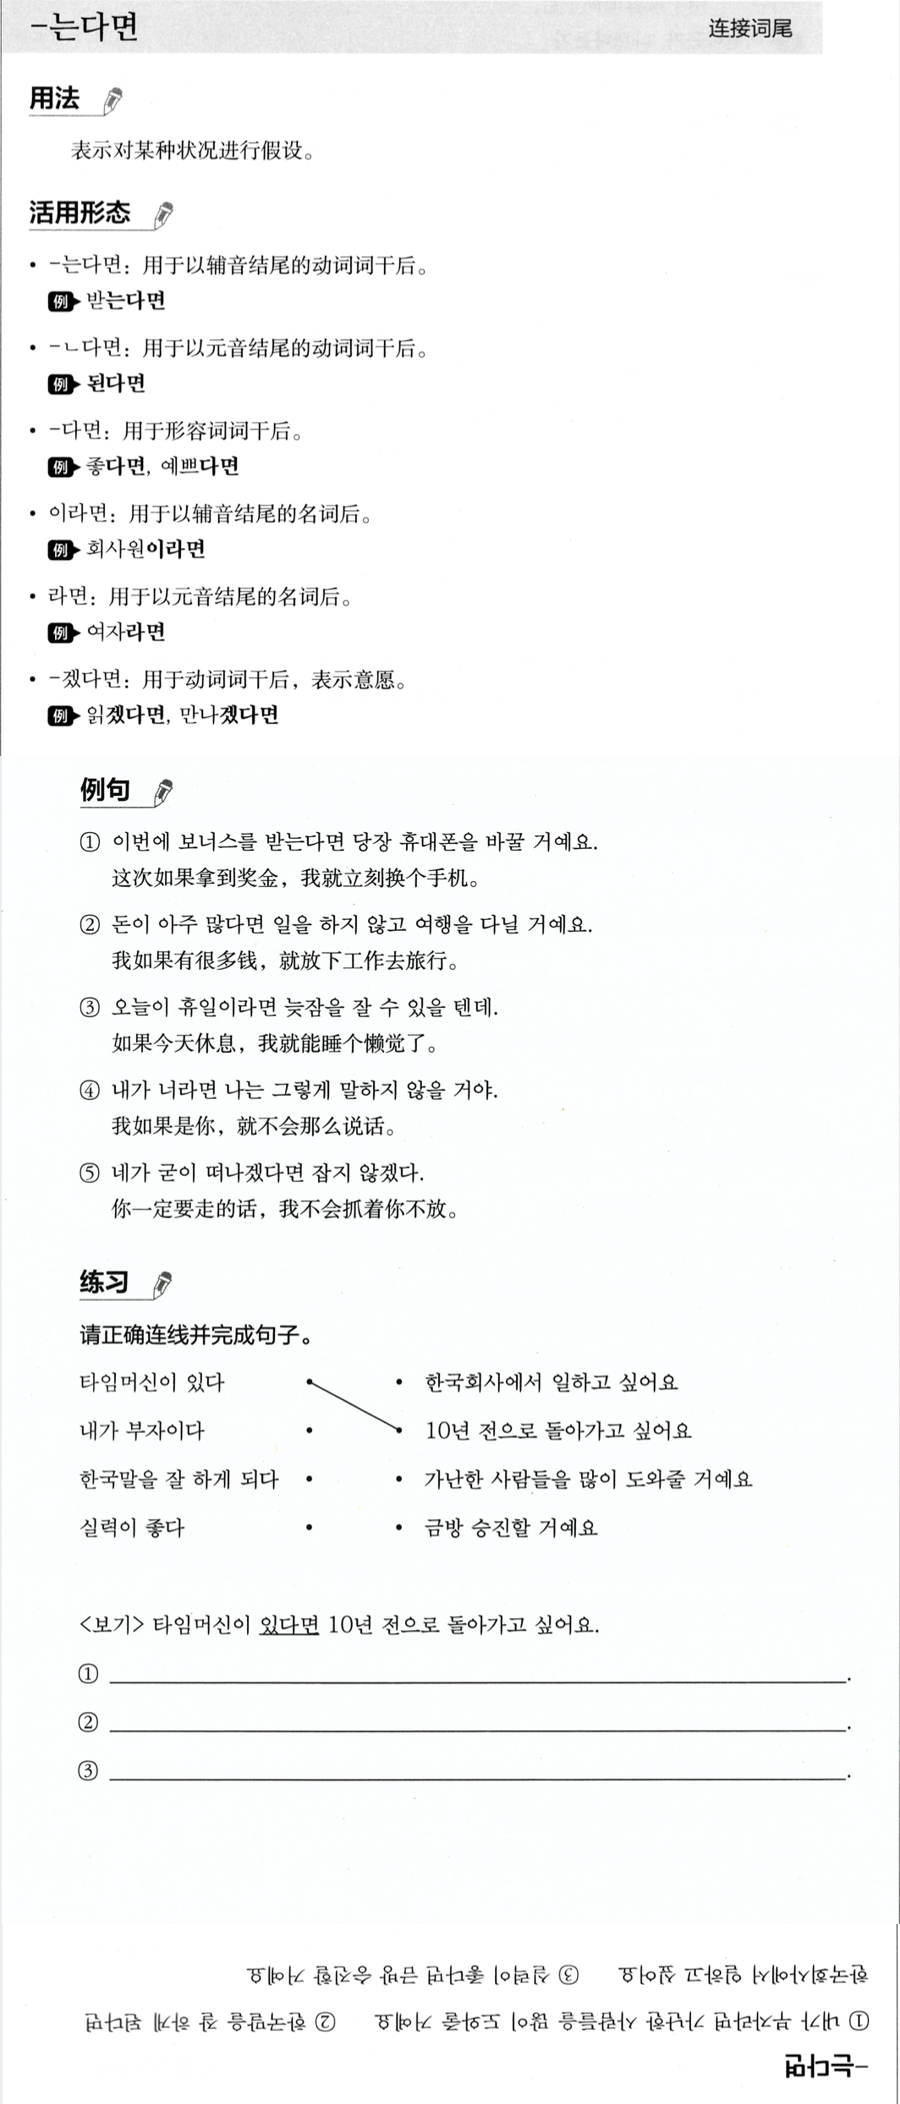 -는다면 连接词尾
用法
表示对某种状况进行假设。
活用形态
• -는다면：用于以辅音结尾的动词词干后。
例 받는다면
• -ㄴ다면：用于以元音结尾的动词词干后。
例 된다면
• -다면：用于形容词词干后。
例 좋다면, 예쁘다면
• 이라면：用于以辅音结尾的名词后。
例 회사원이라면
• 라면：用于以元音结尾的名词后。
例 여자라면
• -겠다면：用于动词词干后，表示意愿。
例 읽겠다면, 만나겠다면
例句
① 이번에 보너스를 받는다면 당장 휴대폰을 바꿀 거예요.
这次如果拿到奖金，我就立刻换个手机。
② 돈이 아주 많다면 일을 하지 않고 여행을 다닐 거예요.
我如果有很多钱，就放下工作去旅行。
③ 오늘이 휴일이라면 늦잠을 잘 수 있을 텐데.
如果今天休息，我就能睡个懒觉了。
④ 내가 너라면 나는 그렇게 말하지 않을 거야.
我如果是你，就不会那么说话。
⑤ 네가 굳이 떠나겠다면 잡지 않겠다.
你一定要走的话，我不会抓着你不放。
练习
请正确连线并完成句子。
타임머신이 있다 • • 한국회사에서 일하고 싶어요
내가 부자이다 • • 10년 전으로 돌아가고 싶어요
한국말을 잘 하게 되다 • • 가난한 사람들을 많이 도와줄 거예요
실력이 좋다 • • 금방 승진할 거예요
<보기> 타임머신이 있다면 10년 전으로 돌아가고 싶어요.
① .
② .
③ .
-는다면
① 내가 부자라면 가난한 사람들을 많이 도와줄 거예요 ② 한국말을 잘 하게 된다면
한국회사에서 일하고 싶어요 ③ 실력이 좋다면 금방 승진할 거예요